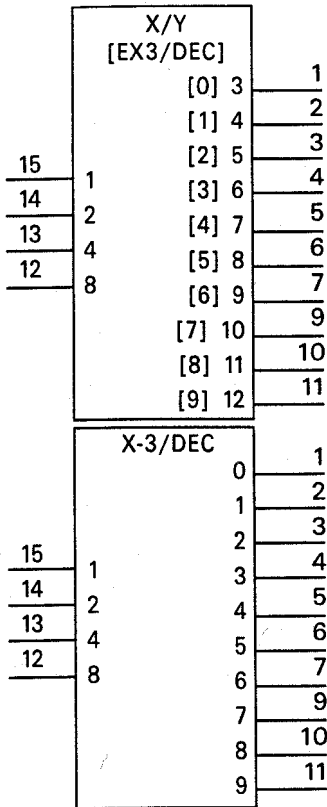 X/Y
[EX3/DEC]
[0] 3 1
[1] 4 2
[2] 5 3
15 1 [3] 6 4
14 2 [4] 7 5
13 4 [5] 8 6
12 8 [6] 9 7
[7] 10 9
[8] 11 10
[9] 12 11
X-3/DEC
0 1
1 2
2 3
15 1 3 4
14 2 4 5
13 4 5 6
12 8 6 7
7 9
8 10
9 11